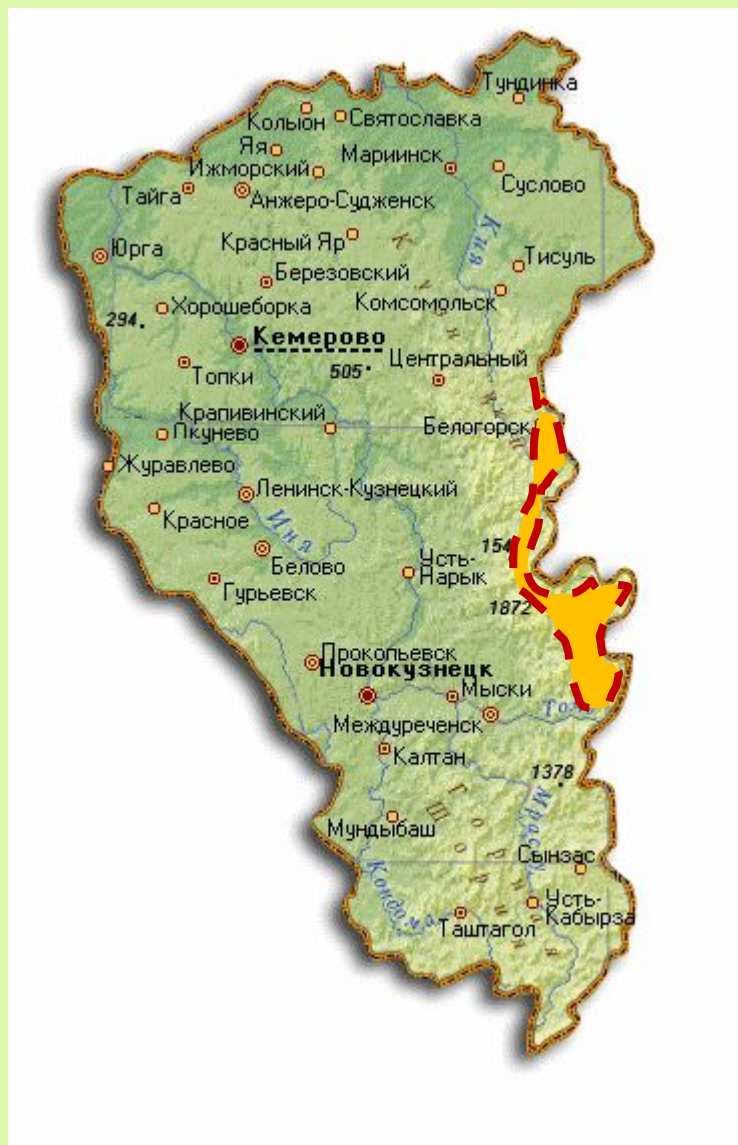 Тундинка
Колыон
Святославка
Яя
Мариинск
Ижморский
Суслово
Тайга
Анжеро-Судженск
Кия
Красный Яр
Юрга
Тисуль
Березовский
Комсомольск
Хорошеборка
294
Кемерово
Центральный
505
Топки
Крапивинский
Белогорск
Пкунево
Журавлево
Ленинск-Кузнецкий
Красное
Иня
154
Усть-
Нарык
Белово
Гурьевск
1872
Прокопьевск
Новокузнецк
Мыски
Томь
Междуреченск
Калтан
1378
Мрассу
Горная
Шория
Мундыбаш
Сынзас
Кондома
Усть-
Кабырза
Таштагол